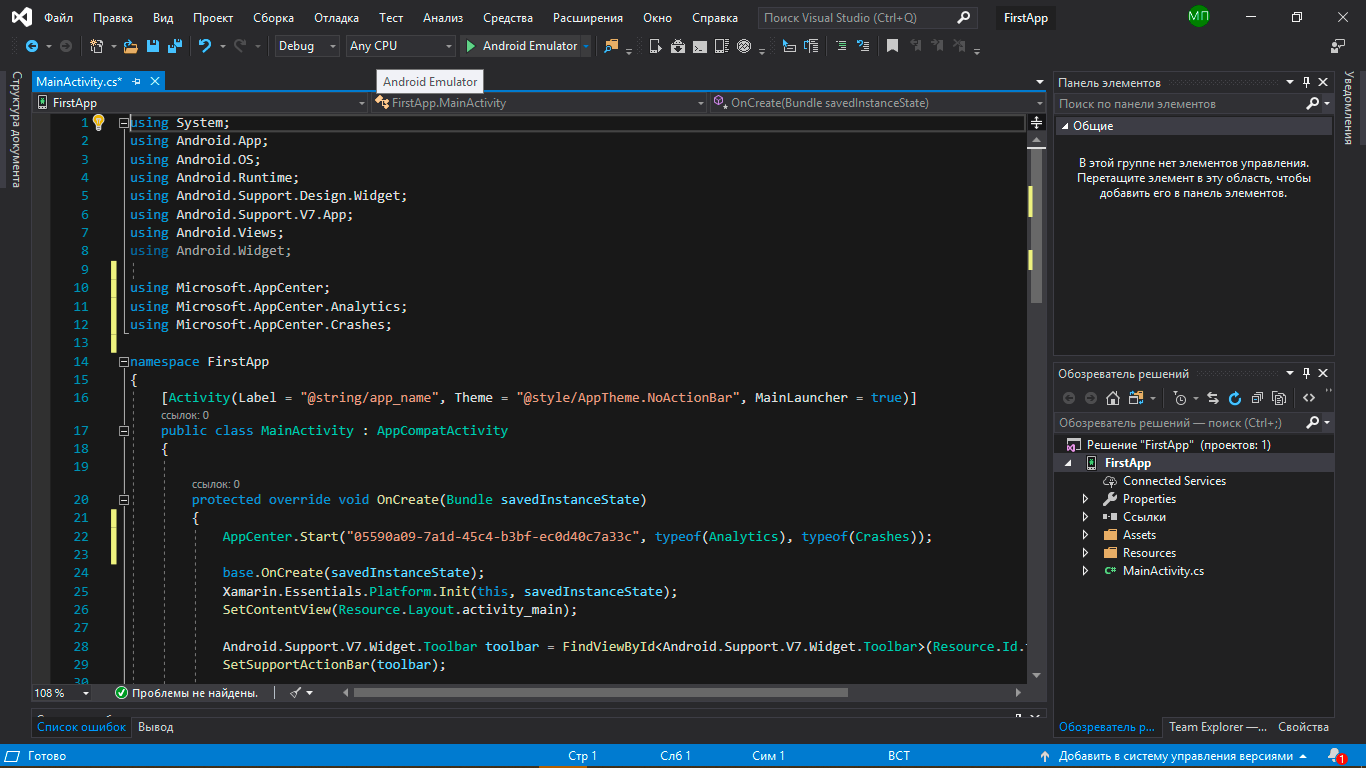 Файл Правка Вид Проект Сборка Отладка Тест Анализ Средства Расширения Окно Справка Поиск Visual Studio (Ctrl+Q) FirstApp МП
Debug Any CPU Android Emulator
Android Emulator
Структура документа
MainActivity.cs*
FirstApp FirstApp.MainActivity OnCreate(Bundle savedInstanceState)
1 using System;
2 using Android.App;
3 using Android.OS;
4 using Android.Runtime;
5 using Android.Support.Design.Widget;
6 using Android.Support.V7.App;
7 using Android.Views;
8 using Android.Widget;
9
10 using Microsoft.AppCenter;
11 using Microsoft.AppCenter.Analytics;
12 using Microsoft.AppCenter.Crashes;
13
14 namespace FirstApp
15 {
16 [Activity(Label = "@string/app_name", Theme = "@style/AppTheme.NoActionBar", MainLauncher = true)]
ссылок: 0
17 public class MainActivity : AppCompatActivity
18 {
19
ссылок: 0
20 protected override void OnCreate(Bundle savedInstanceState)
21 {
22 AppCenter.Start("05590a09-7a1d-45c4-b3bf-ec0d40c7a33c", typeof(Analytics), typeof(Crashes));
23
24 base.OnCreate(savedInstanceState);
25 Xamarin.Essentials.Platform.Init(this, savedInstanceState);
26 SetContentView(Resource.Layout.activity_main);
27
28 Android.Support.V7.Widget.Toolbar toolbar = FindViewById<Android.Support.V7.Widget.Toolbar>(Resource.Id.
29 SetSupportActionBar(toolbar);
30
108 % Проблемы не найдены.
Список ошибок Вывод
Панель элементов
Поиск по панели элементов
Общие
В этой группе нет элементов управления.
Перетащите элемент в эту область, чтобы
добавить его в панель элементов.
Уведомления
Обозреватель решений
Обозреватель решений — поиск (Ctrl+;)
Решение "FirstApp" (проектов: 1)
FirstApp
Connected Services
Properties
Ссылки
Assets
Resources
MainActivity.cs
Обозреватель р... Team Explorer —... Свойства
Готово Стр 1 Слб 1 Сим 1 ВСТ Добавить в систему управления версиями 1